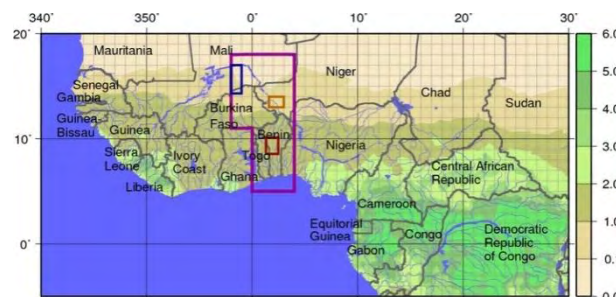 340° 350° 0° 10° 20° 30°
20° 6.0
Mauritania Mali
Niger 5.0
Senegal Chad
Gambia Burkina Sudan 4.0
Guinea- Faso
Bissau Guinea Benin 3.0
10°
Sierra Ivory Togo Nigeria
Leone Coast Central African
Liberia Ghana Republic 2.0
Cameroon
Equitorial 1.0
Guinea Congo Democratic
0° Gabon Republic
of Congo